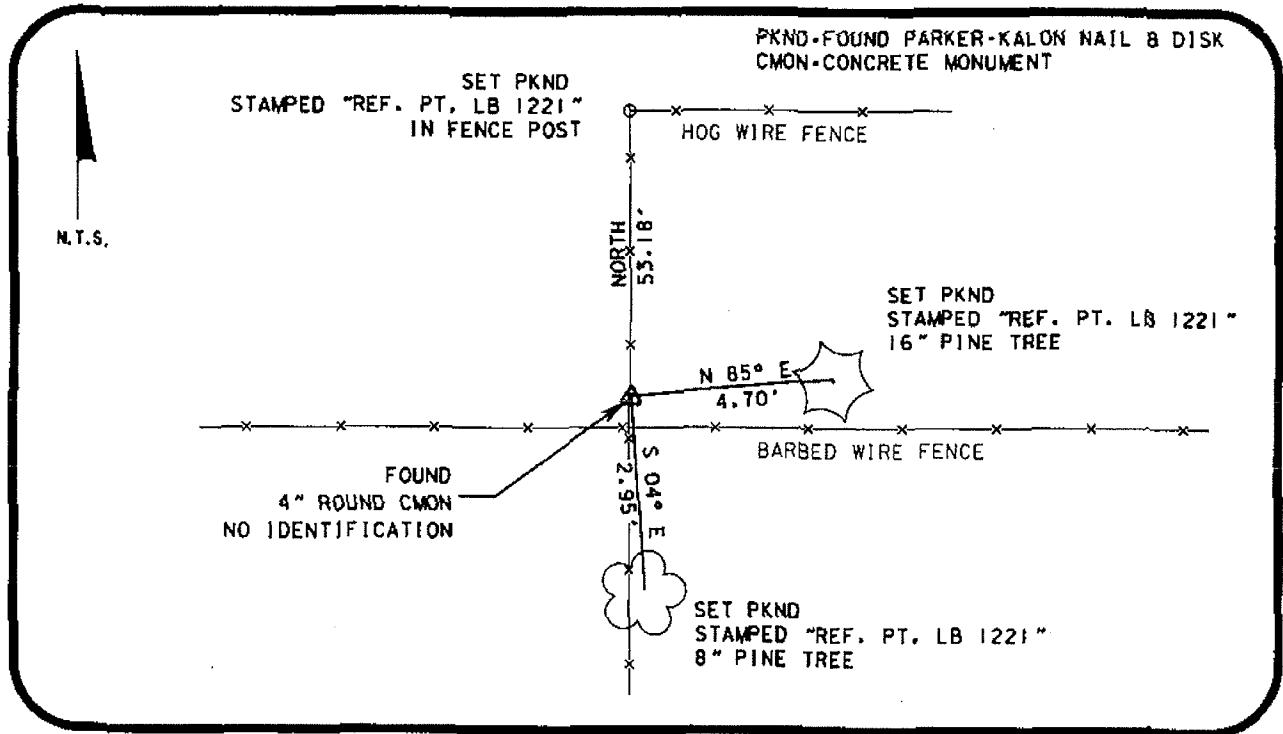 PKND-FOUND PARKER-KALON NAIL & DISK
CMON-CONCRETE MONUMENT
SET PKND
STAMPED "REF. PT. LB 1221"
IN FENCE POST
HOG WIRE FENCE
N.T.S.
NORTH
53.18'
SET PKND
STAMPED "REF. PT. LB 1221"
16" PINE TREE
N 85° E
4.70'
BARBED WIRE FENCE
FOUND
4" ROUND CMON
NO IDENTIFICATION
S 04° E
2.95'
SET PKND
STAMPED "REF. PT. LB 1221"
8" PINE TREE